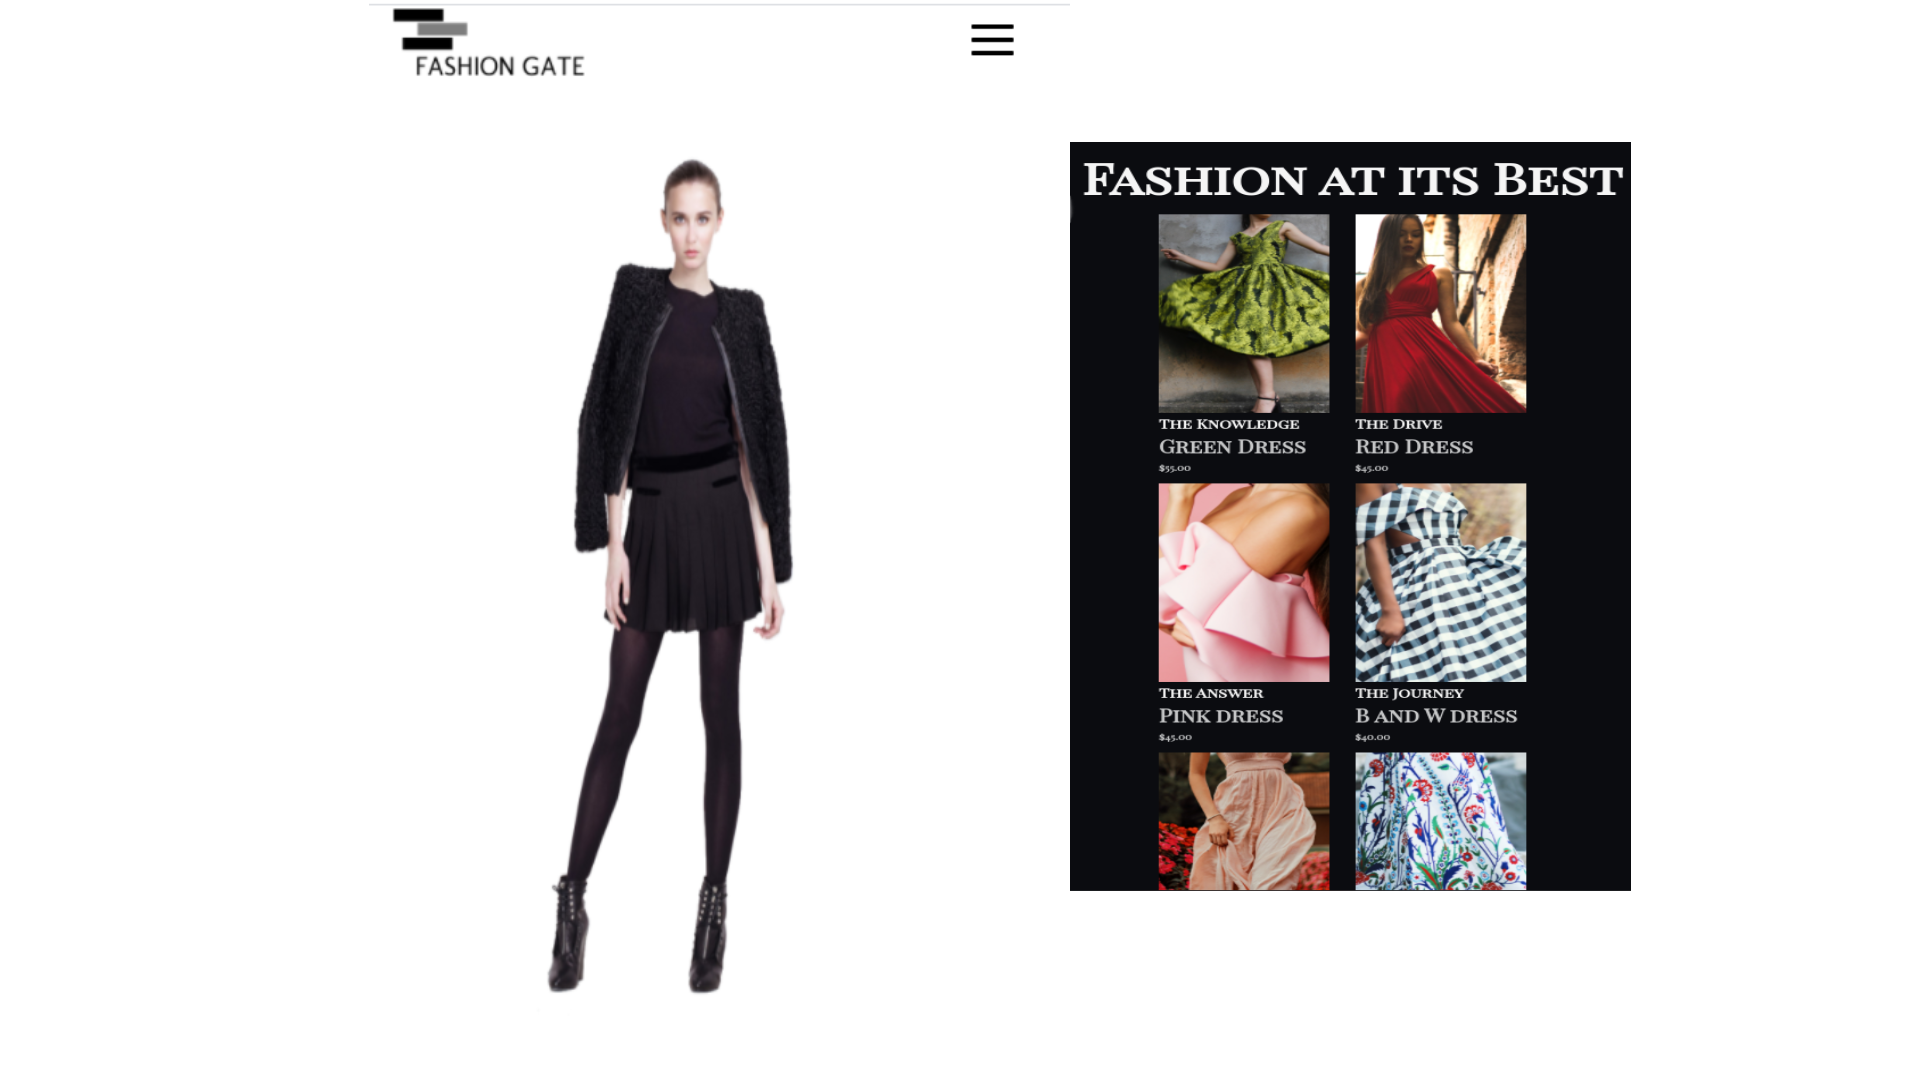 FASHION GATE
Fashion at its Best
The Knowledge
Green Dress
$55.00
The Drive
Red Dress
$45.00
The Answer
Pink dress
$45.00
The Journey
B and W dress
$40.00